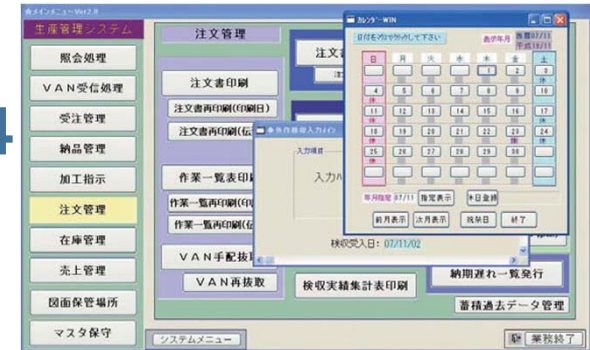 ★メインメニューVer2.0
生産管理システム
照会処理
VAN受信処理
受注管理
納品管理
加工指示
注文管理
在庫管理
売上管理
図面保管場所
マスタ保守
注文管理
注文書印刷
注文書再印刷(印刷日)
注文書再印刷(伝
作業一覧表印刷
作業一覧再印刷(印
作業一覧再印刷(伝
VAN手配抜取
VAN再抜取
注文
検収実績集計表印刷
納期遅れ一覧発行
蓄積過去データ管理
システムメニュー
業務終了
入力項目
入力
検収受入日: 07/11/02
カレンダーWIN
日付をクリックして下さい
表示年月
西暦07/11
平成19/11
日 月 火 水 木 金 土
1 2 3
休
4 5 6 7 8 9 10
休
11 12 13 14 15 16 17
休 休
18 19 20 21 22 23 24
休 休 休
25 26 27 28 29 30
休
年月指定 07/11 指定表示 休日登録
前月表示 次月表示 祝祭日 終了
4